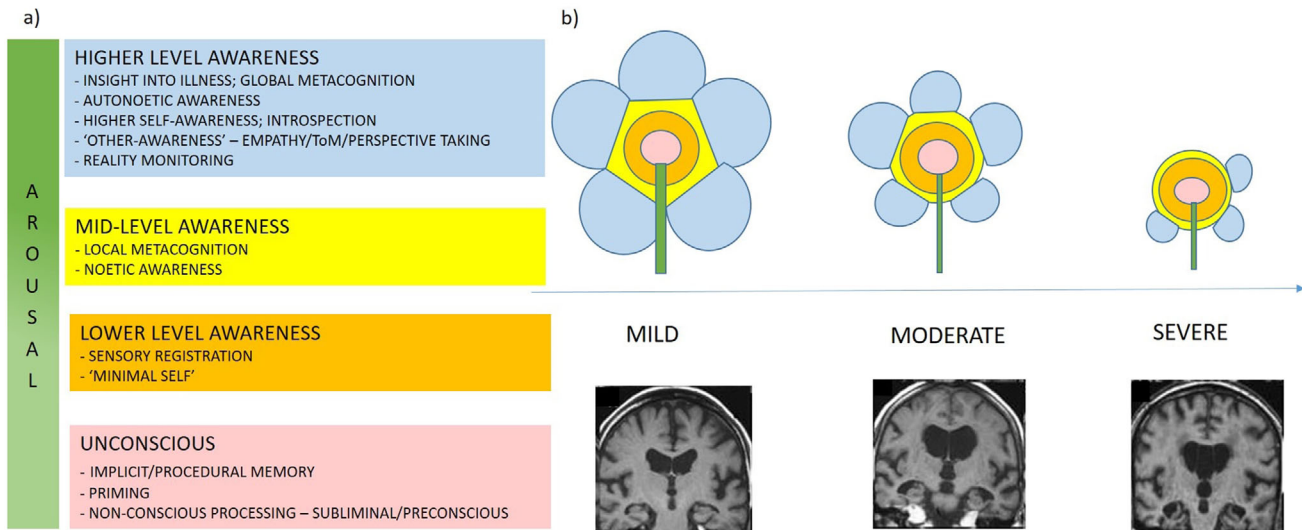 a)
AROUSAL
HIGHER LEVEL AWARENESS
- INSIGHT INTO ILLNESS; GLOBAL METACOGNITION
- AUTONOETIC AWARENESS
- HIGHER SELF-AWARENESS; INTROSPECTION
- ‘OTHER-AWARENESS’ – EMPATHY/ToM/PERSPECTIVE TAKING
- REALITY MONITORING
MID-LEVEL AWARENESS
- LOCAL METACOGNITION
- NOETIC AWARENESS
LOWER LEVEL AWARENESS
- SENSORY REGISTRATION
- ‘MINIMAL SELF’
UNCONSCIOUS
- IMPLICIT/PROCEDURAL MEMORY
- PRIMING
- NON-CONSCIOUS PROCESSING – SUBLIMINAL/PRECONSCIOUS
b)
MILD
MODERATE
SEVERE